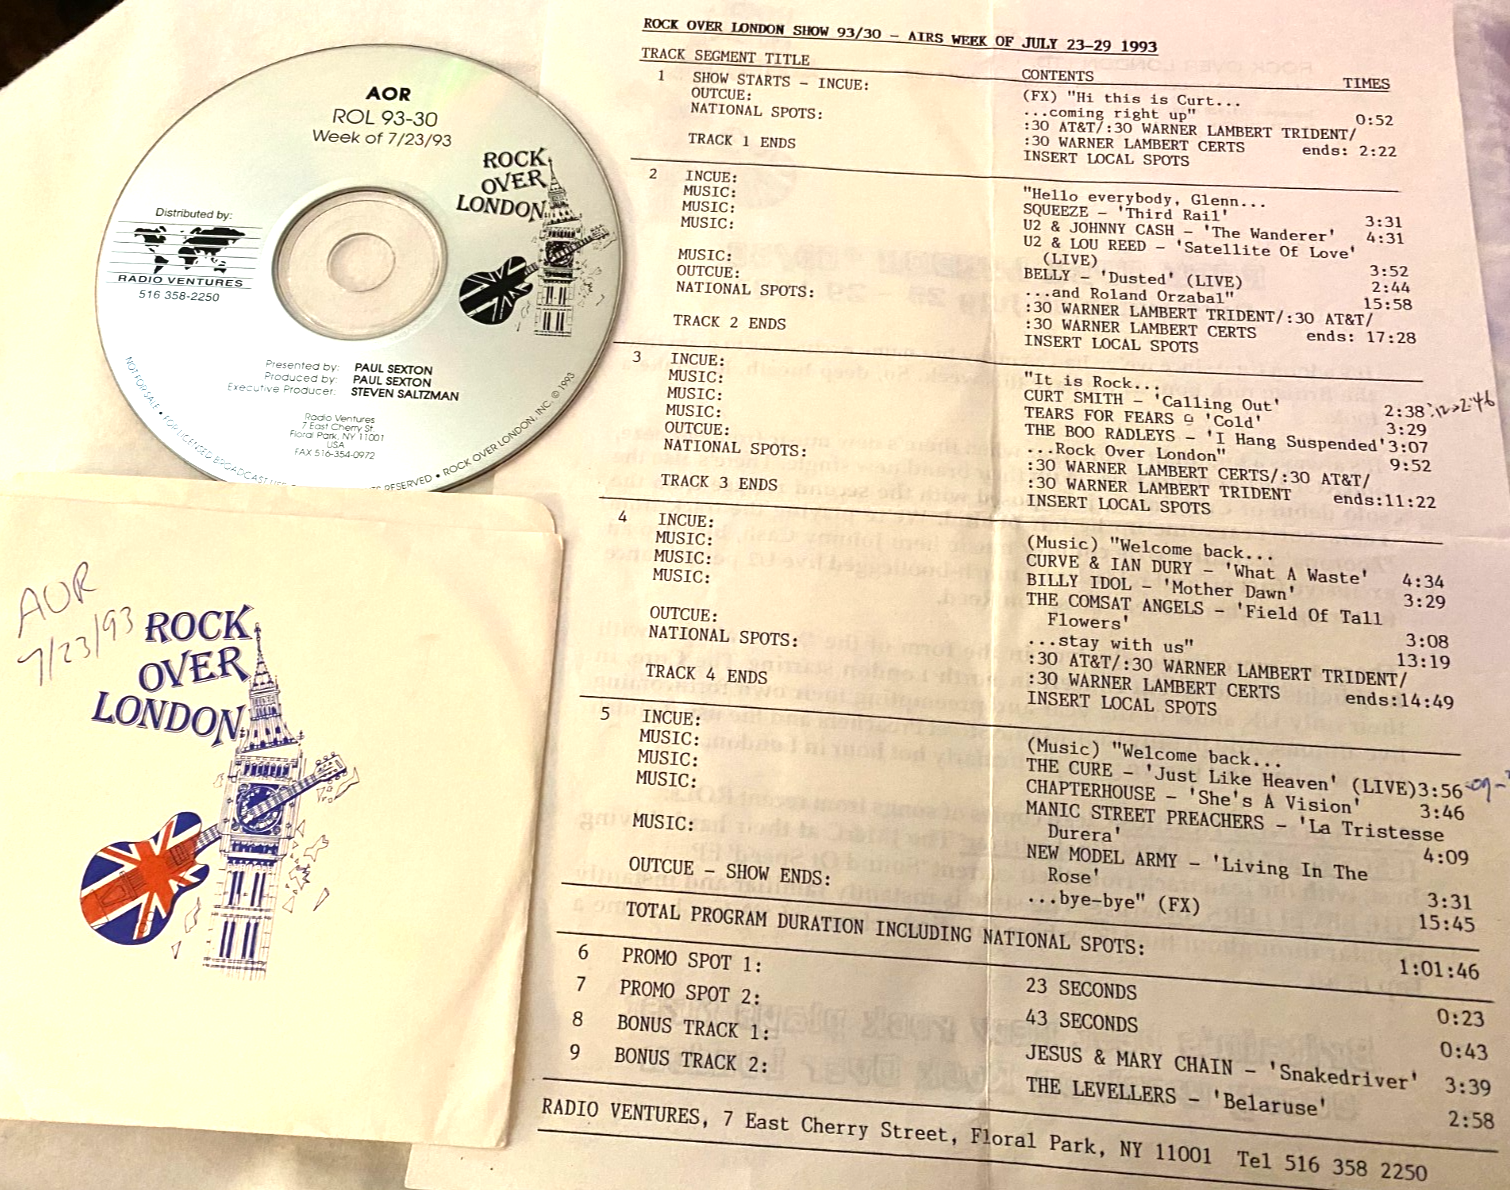 AOR
ROL 93-30
Week of 7/23/93
ROCK
OVER
LONDON
Distributed by:
RADIO VENTURES
516 358-2250
Presented by: PAUL SEXTON
Produced by: PAUL SEXTON
Executive Producer: STEVEN SALTZMAN
Radio Ventures
7 East Cherry St.
Floral Park, NY 11001
USA
FAX 516-354-0972
NOT FOR SALE • FOR LICENSED BROADCAST RESERVED • ROCK OVER LONDON, INC. © 1993
AOR
7/23/93
ROCK
OVER
LONDON
ROCK OVER LONDON SHOW 93/30 - AIRS WEEK OF JULY 23-29 1993
TRACK SEGMENT TITLE CONTENTS TIMES
1 SHOW STARTS - INCUE: (FX) "Hi this is Curt...
OUTCUE: ...coming right up" 0:52
NATIONAL SPOTS: :30 AT&T/:30 WARNER LAMBERT TRIDENT/
:30 WARNER LAMBERT CERTS ends: 2:22
TRACK 1 ENDS INSERT LOCAL SPOTS
2 INCUE: "Hello everybody, Glenn...
MUSIC: SQUEEZE - 'Third Rail' 3:31
MUSIC: U2 & JOHNNY CASH - 'The Wanderer' 4:31
MUSIC: U2 & LOU REED - 'Satellite Of Love'
(LIVE) 3:52
MUSIC: BELLY - 'Dusted' (LIVE) 2:44
OUTCUE: ...and Roland Orzabal" 15:58
NATIONAL SPOTS: :30 WARNER LAMBERT TRIDENT/:30 AT&T/
:30 WARNER LAMBERT CERTS ends: 17:28
TRACK 2 ENDS INSERT LOCAL SPOTS
3 INCUE: "It is Rock...
MUSIC: CURT SMITH - 'Calling Out' 2:38 :12>2:46
MUSIC: TEARS FOR FEARS - 'Cold' 3:29
MUSIC: THE BOO RADLEYS - 'I Hang Suspended' 3:07
OUTCUE: ...Rock Over London" 9:52
NATIONAL SPOTS: :30 WARNER LAMBERT CERTS/:30 AT&T/
:30 WARNER LAMBERT TRIDENT ends:11:22
TRACK 3 ENDS INSERT LOCAL SPOTS
4 INCUE: (Music) "Welcome back...
MUSIC: CURVE & IAN DURY - 'What A Waste' 4:34
MUSIC: BILLY IDOL - 'Mother Dawn' 3:29
MUSIC: THE COMSAT ANGELS - 'Field Of Tall
Flowers' 3:08
OUTCUE: ...stay with us" 13:19
NATIONAL SPOTS: :30 AT&T/:30 WARNER LAMBERT TRIDENT/
:30 WARNER LAMBERT CERTS ends:14:49
TRACK 4 ENDS INSERT LOCAL SPOTS
5 INCUE: (Music) "Welcome back...
MUSIC: THE CURE - 'Just Like Heaven' (LIVE)3:56 :09-
MUSIC: CHAPTERHOUSE - 'She's A Vision' 3:46
MUSIC: MANIC STREET PREACHERS - 'La Tristesse
Durera' 4:09
MUSIC: NEW MODEL ARMY - 'Living In The
Rose' 3:31
OUTCUE - SHOW ENDS: ...bye-bye" (FX) 15:45
TOTAL PROGRAM DURATION INCLUDING NATIONAL SPOTS: 1:01:46
6 PROMO SPOT 1: 23 SECONDS 0:23
7 PROMO SPOT 2: 43 SECONDS 0:43
8 BONUS TRACK 1: JESUS & MARY CHAIN - 'Snakedriver' 3:39
9 BONUS TRACK 2: THE LEVELLERS - 'Belaruse' 2:58
RADIO VENTURES, 7 East Cherry Street, Floral Park, NY 11001 Tel 516 358 2250